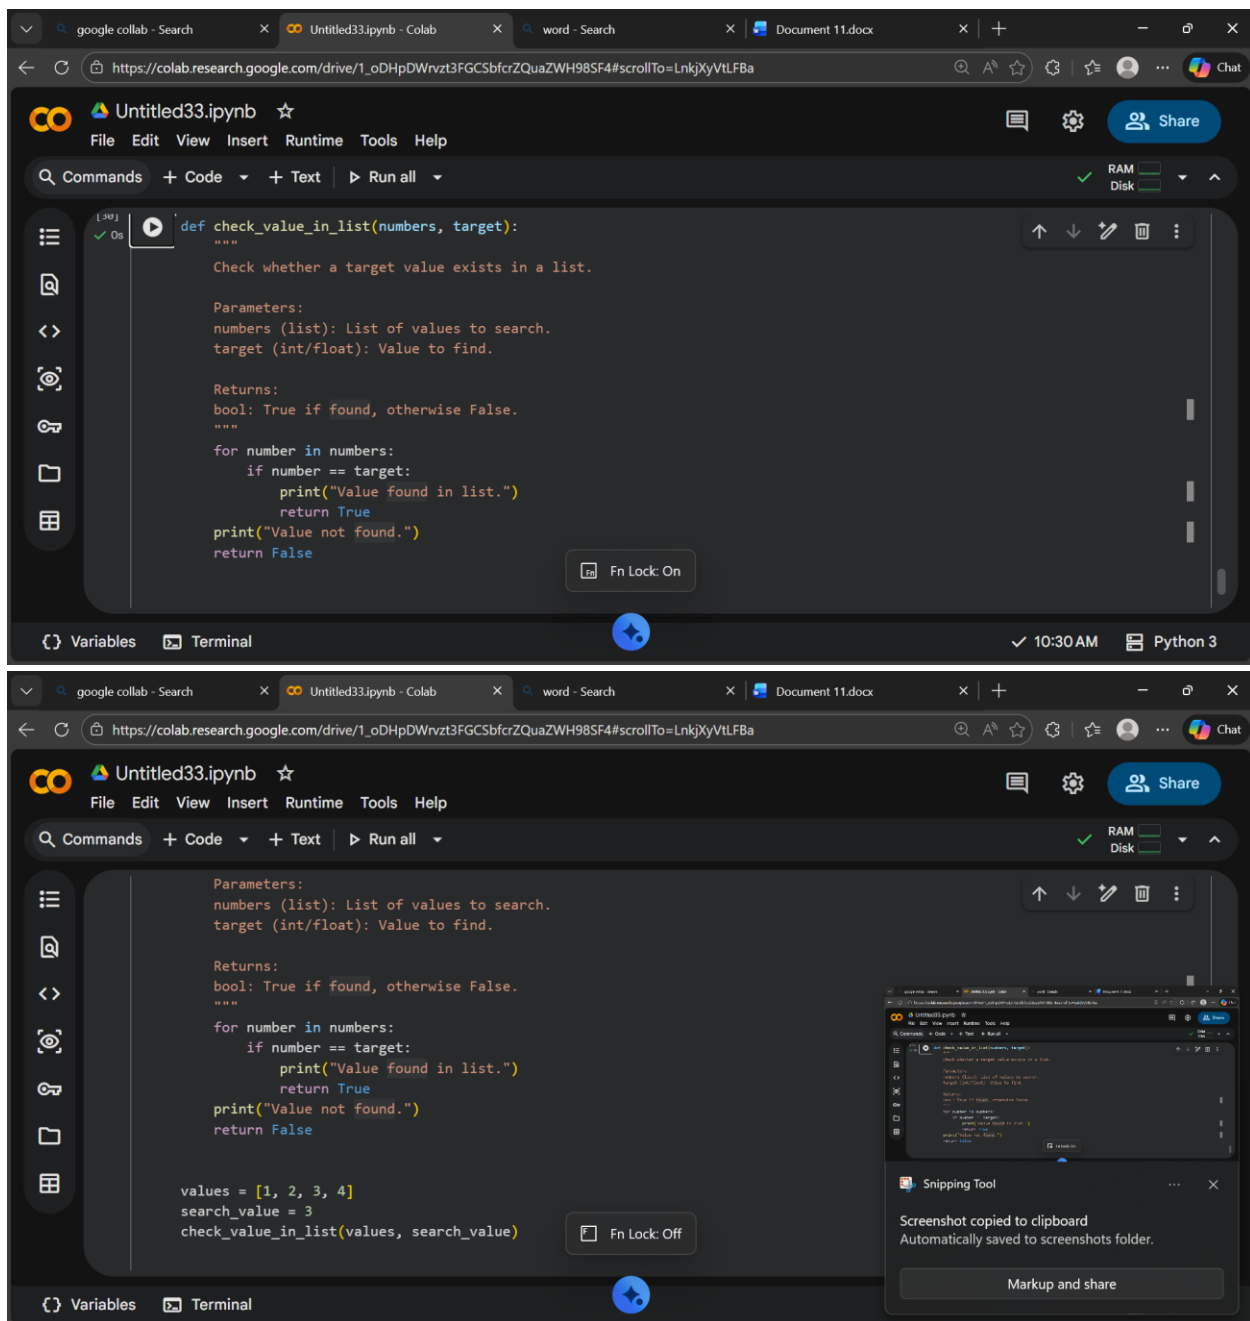 google collab - Search
Untitled33.ipynb - Colab
word - Search
Document 11.docx
https://colab.research.google.com/drive/1_oDHpDWrvzt3FGCSbfcrZQuaZWH98SF4#scrollTo=LnkjXyVtLFBa
Chat
Untitled33.ipynb
Share
File Edit View Insert Runtime Tools Help
Commands + Code + Text Run all
RAM
Disk
[30]
0s
def check_value_in_list(numbers, target):
"""
Check whether a target value exists in a list.
Parameters:
numbers (list): List of values to search.
target (int/float): Value to find.
Returns:
bool: True if found, otherwise False.
"""
for number in numbers:
if number == target:
print("Value found in list.")
return True
print("Value not found.")
return False
Fn Lock: On
{} Variables Terminal
10:30 AM Python 3
google collab - Search
Untitled33.ipynb - Colab
word - Search
Document 11.docx
https://colab.research.google.com/drive/1_oDHpDWrvzt3FGCSbfcrZQuaZWH98SF4#scrollTo=LnkjXyVtLFBa
Chat
Untitled33.ipynb
Share
File Edit View Insert Runtime Tools Help
Commands + Code + Text Run all
RAM
Disk
Parameters:
numbers (list): List of values to search.
target (int/float): Value to find.
Returns:
bool: True if found, otherwise False.
"""
for number in numbers:
if number == target:
print("Value found in list.")
return True
print("Value not found.")
return False
values = [1, 2, 3, 4]
search_value = 3
check_value_in_list(values, search_value)
Fn Lock: Off
Snipping Tool
Screenshot copied to clipboard
Automatically saved to screenshots folder.
Markup and share
{} Variables Terminal